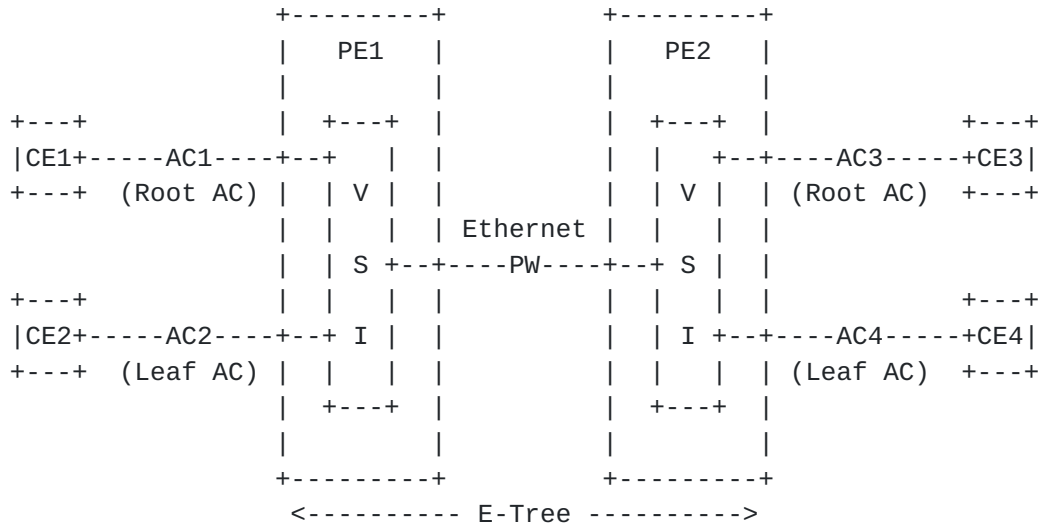 PE1 PE2
CE1 AC1 AC3 CE3
(Root AC) V V (Root AC)
Ethernet
S PW S
CE2 AC2 I I AC4 CE4
(Leaf AC) (Leaf AC)
E-Tree